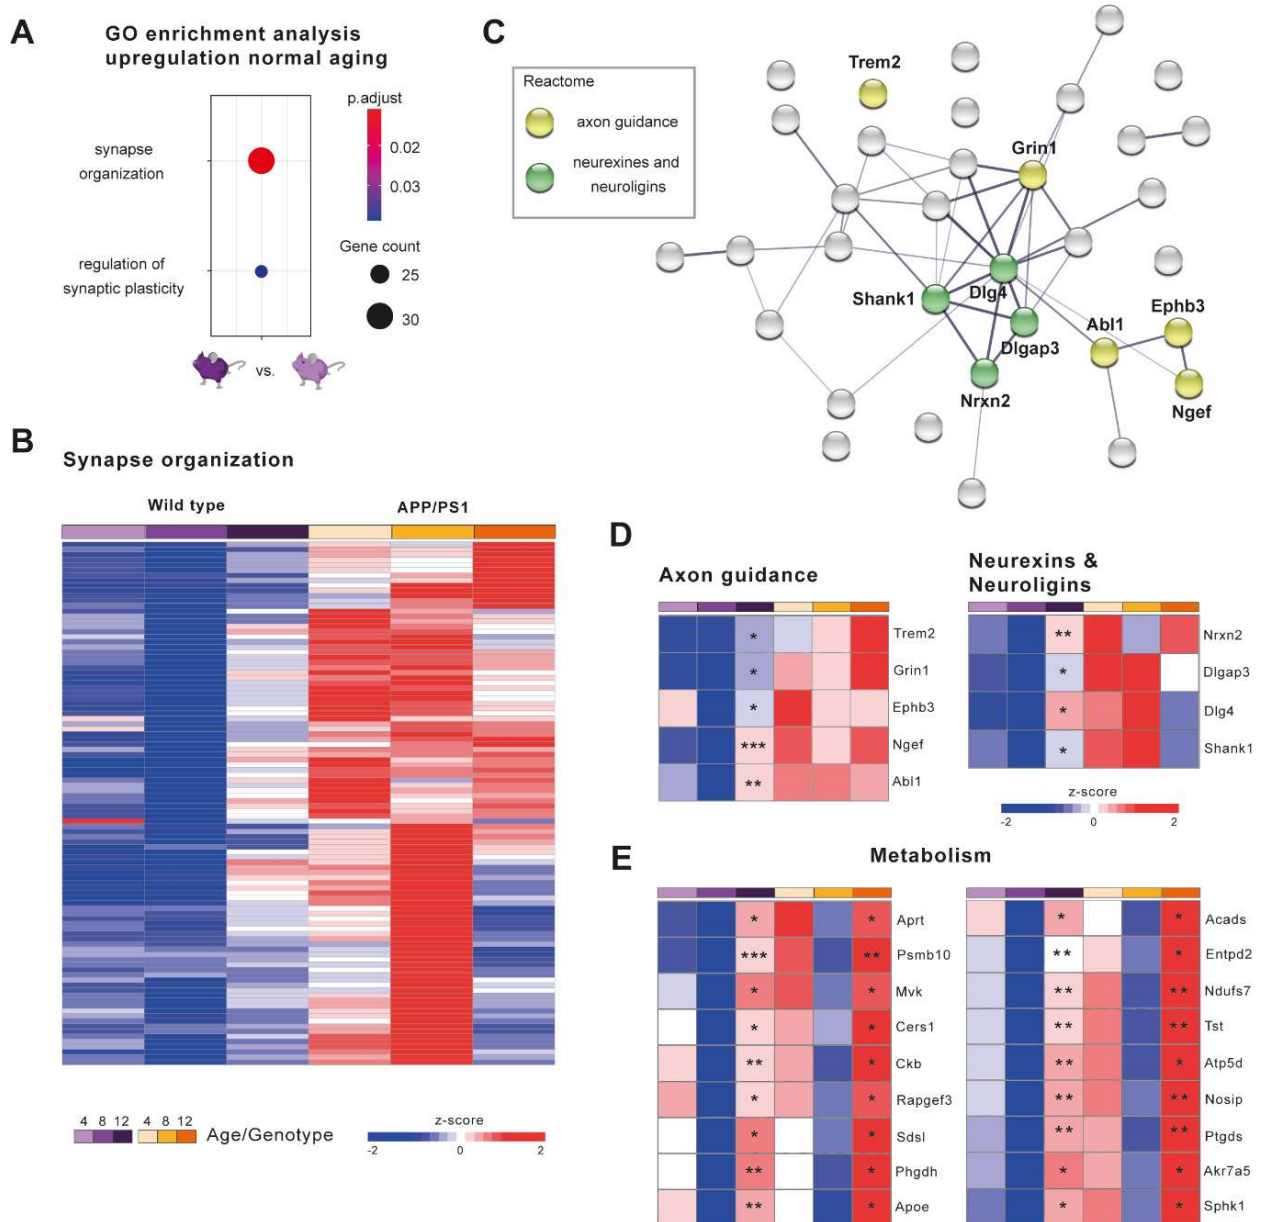 A
GO enrichment analysis
upregulation normal aging
p.adjust
0.02
0.03
synapse
organization
Gene count
25
30
regulation of
synaptic plasticity
vs.
B
Synapse organization
Wild type
APP/PS1
4 8 12
4 8 12
Age/Genotype
z-score
-2
0
2
C
Reactome
axon guidance
neurexines and
neuroligins
Trem2
Grin1
Shank1
Dlg4
Dlgap3
Nrxn2
Abl1
Ephb3
Ngef
D
Axon guidance
* Trem2
* Grin1
* Ephb3
*** Ngef
** Abl1
Neurexins &
Neuroligins
** Nrxn2
* Dlgap3
* Dlg4
* Shank1
z-score
-2
0
2
E
Metabolism
* * Aprt
*** ** Psmb10
* * Mvk
* * Cers1
** * Ckb
* * Rapgef3
* * Sdsl
** * Phgdh
** * Apoe
* * Acads
** * Entpd2
** ** Ndufs7
** ** Tst
** * Atp5d
** ** Nosip
** ** Ptgds
* * Akr7a5
* * Sphk1